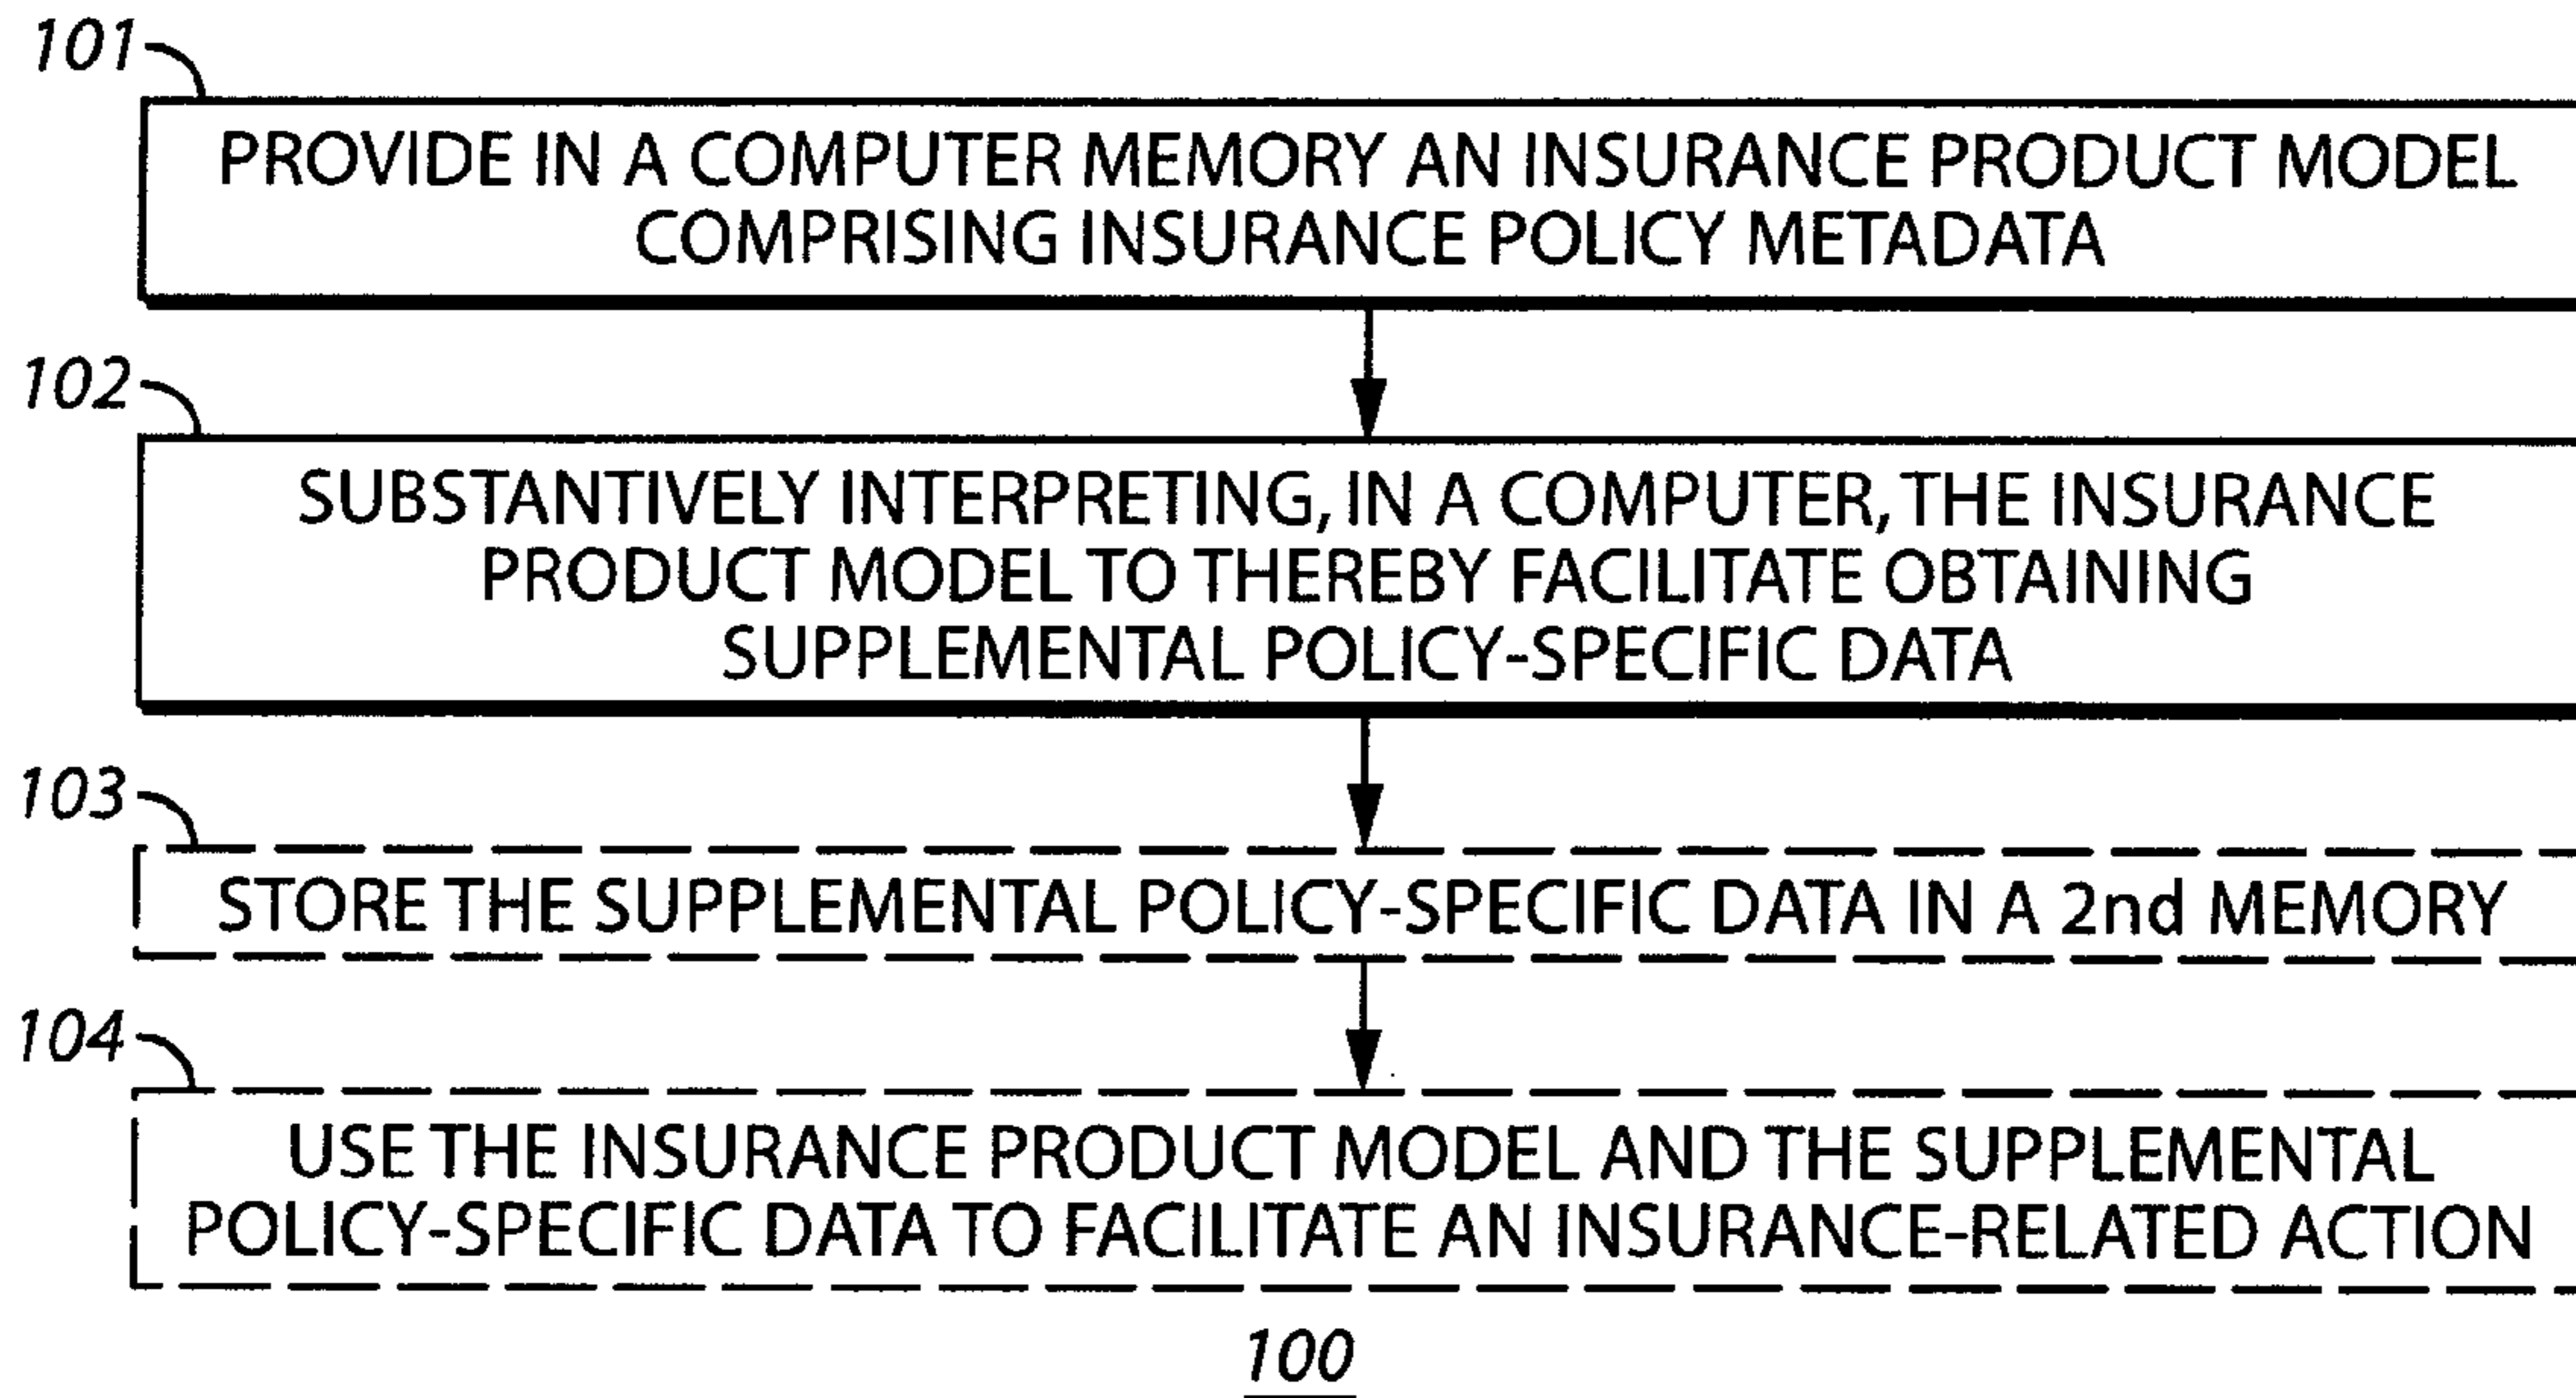 101
PROVIDE IN A COMPUTER MEMORY AN INSURANCE PRODUCT MODEL
COMPRISING INSURANCE POLICY METADATA
102
SUBSTANTIVELY INTERPRETING, IN A COMPUTER, THE INSURANCE
PRODUCT MODEL TO THEREBY FACILITATE OBTAINING
SUPPLEMENTAL POLICY-SPECIFIC DATA
103
STORE THE SUPPLEMENTAL POLICY-SPECIFIC DATA IN A 2nd MEMORY
104
USE THE INSURANCE PRODUCT MODEL AND THE SUPPLEMENTAL
POLICY-SPECIFIC DATA TO FACILITATE AN INSURANCE-RELATED ACTION
100